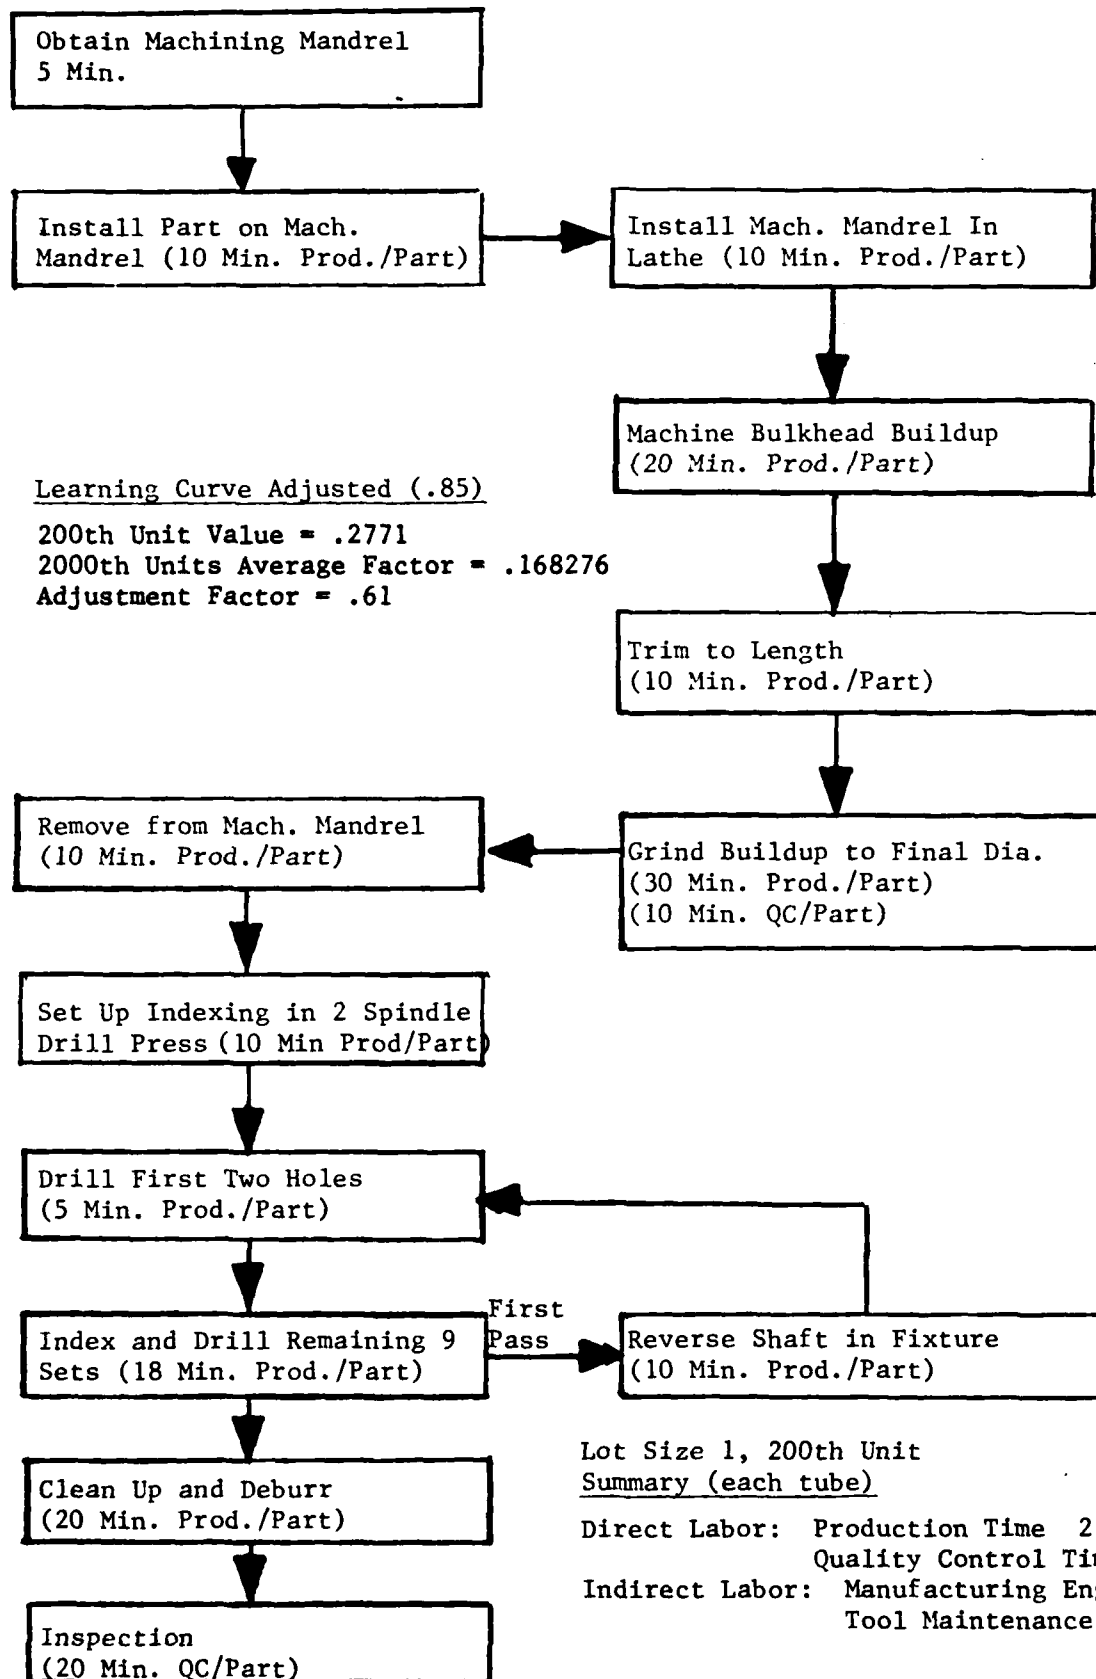 Obtain Machining Mandrel
5 Min.
Install Part on Mach.
Mandrel (10 Min. Prod./Part)
Install Mach. Mandrel In
Lathe (10 Min. Prod./Part)
Machine Bulkhead Buildup
(20 Min. Prod./Part)
Learning Curve Adjusted (.85)
200th Unit Value = .2771
2000th Units Average Factor = .168276
Adjustment Factor = .61
Trim to Length
(10 Min. Prod./Part)
Grind Buildup to Final Dia.
(30 Min. Prod./Part)
(10 Min. QC/Part)
Remove from Mach. Mandrel
(10 Min. Prod./Part)
Set Up Indexing in 2 Spindle
Drill Press (10 Min Prod/Part)
Drill First Two Holes
(5 Min. Prod./Part)
Index and Drill Remaining 9
Sets (18 Min. Prod./Part)
First
Pass
Reverse Shaft in Fixture
(10 Min. Prod./Part)
Clean Up and Deburr
(20 Min. Prod./Part)
Inspection
(20 Min. QC/Part)
Lot Size 1, 200th Unit
Summary (each tube)
Direct Labor: Production Time 2
Quality Control
Indirect Labor: Manufacturing
Tool Maintenance